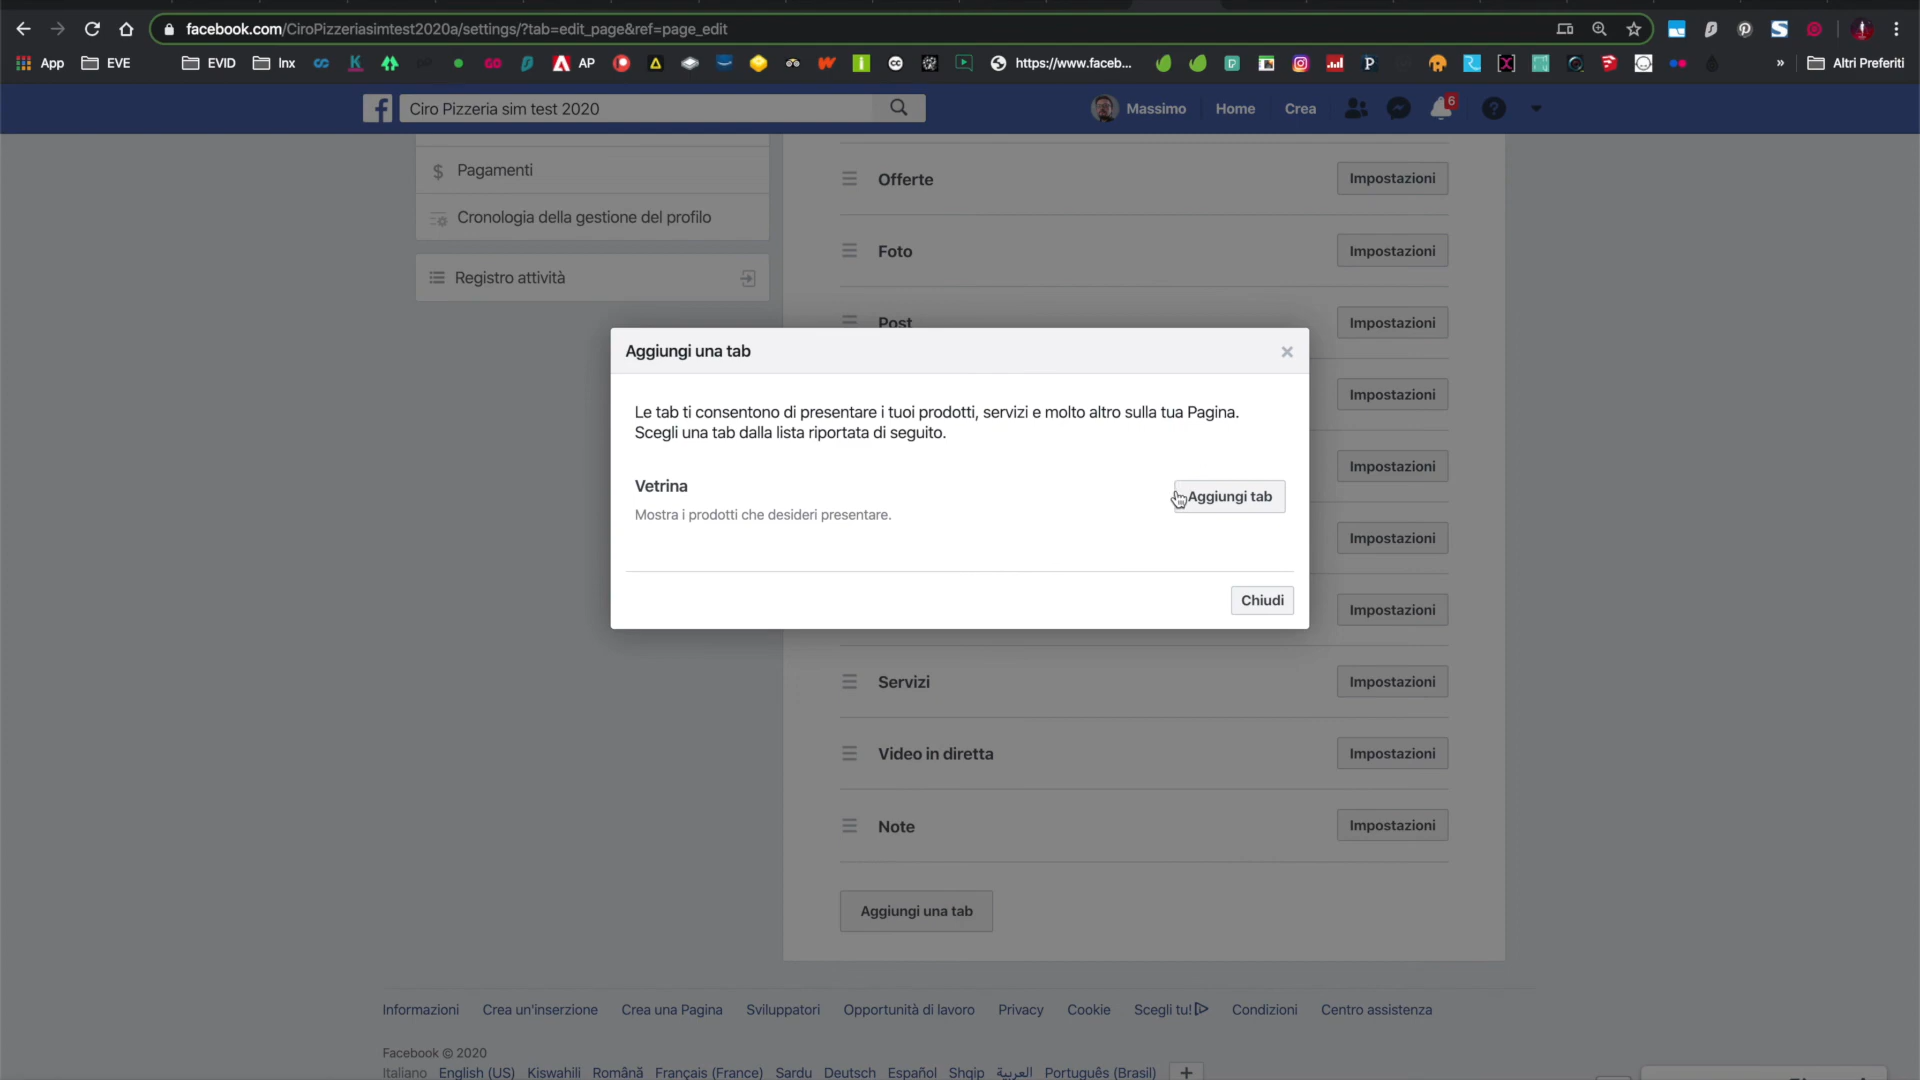 facebook.com/CiroPizzeriasimtest2020a/settings/?tab=edit_page&ref=page_edit
App EVE EVID Inx AP https://www.faceb... » Altri Preferiti
Ciro Pizzeria sim test 2020 Massimo Home Crea 6
Pagamenti
Cronologia della gestione del profilo
Registro attività
Offerte Impostazioni
Foto Impostazioni
Post Impostazioni
Impostazioni
Impostazioni
Impostazioni
Impostazioni
Aggiungi una tab
Le tab ti consentono di presentare i tuoi prodotti, servizi e molto altro sulla tua Pagina.
Scegli una tab dalla lista riportata di seguito.
Vetrina
Mostra i prodotti che desideri presentare.
Aggiungi tab
Chiudi
Servizi Impostazioni
Video in diretta Impostazioni
Note Impostazioni
Aggiungi una tab
Informazioni Crea un'inserzione Crea una Pagina Sviluppatori Opportunità di lavoro Privacy Cookie Scegli tu! Condizioni Centro assistenza
Facebook © 2020
Italiano English (US) Kiswahili Română Français (France) Sardu Deutsch Español Shqip العربية Português (Brasil)